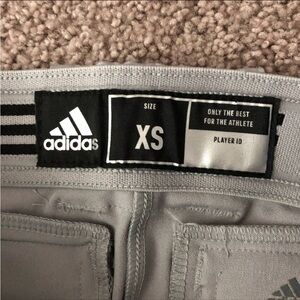 adidas
SIZE
XS
ONLY THE BEST
FOR THE ATHLETE
PLAYER ID